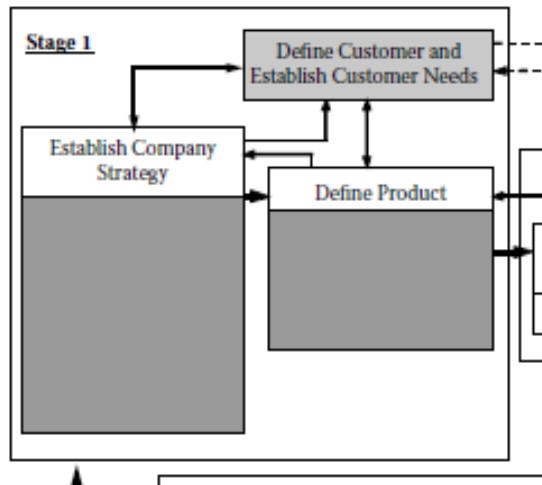 Stage 1
Define Customer and
Establish Customer Needs
Establish Company
Strategy
Define Product